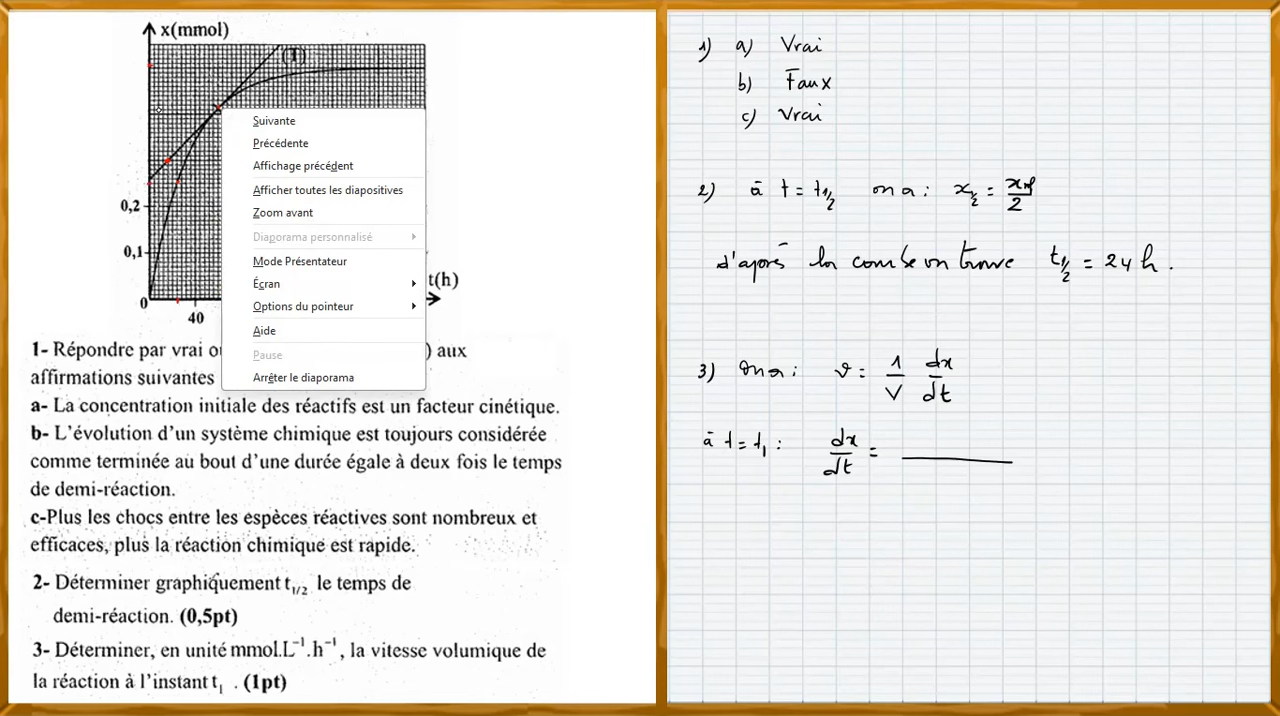 x(mmol)
(T)
0,2
0,1
0
t(h)
40
Suivante
Précédente
Affichage précédent
Afficher toutes les diapositives
Zoom avant
Diaporama personnalisé
Mode Présentateur
Écran
Options du pointeur
Aide
Pause
Arrêter le diaporama
1- Répondre par vrai ou ) aux
affirmations suivantes
a- La concentration initiale des réactifs est un facteur cinétique.
b- L'évolution d'un système chimique est toujours considérée
comme terminée au bout d'une durée égale à deux fois le temps
de demi-réaction.
c-Plus les chocs entre les espèces réactives sont nombreux et
efficaces, plus la réaction chimique est rapide.
2- Déterminer graphiquement t1/2 le temps de
demi-réaction. (0,5pt)
3- Déterminer, en unité mmol.L⁻¹.h⁻¹, la vitesse volumique de
la réaction à l'instant t₁ . (1pt)
1) a) Vrai
b) Faux
c) Vrai
2) à t = t1/2 on a : x1/2 = xf/2
d'après la courbe on trouve t1/2 = 24 h .
3) on a : v = 1/V dx/dt
à t = t₁ : dx/dt =